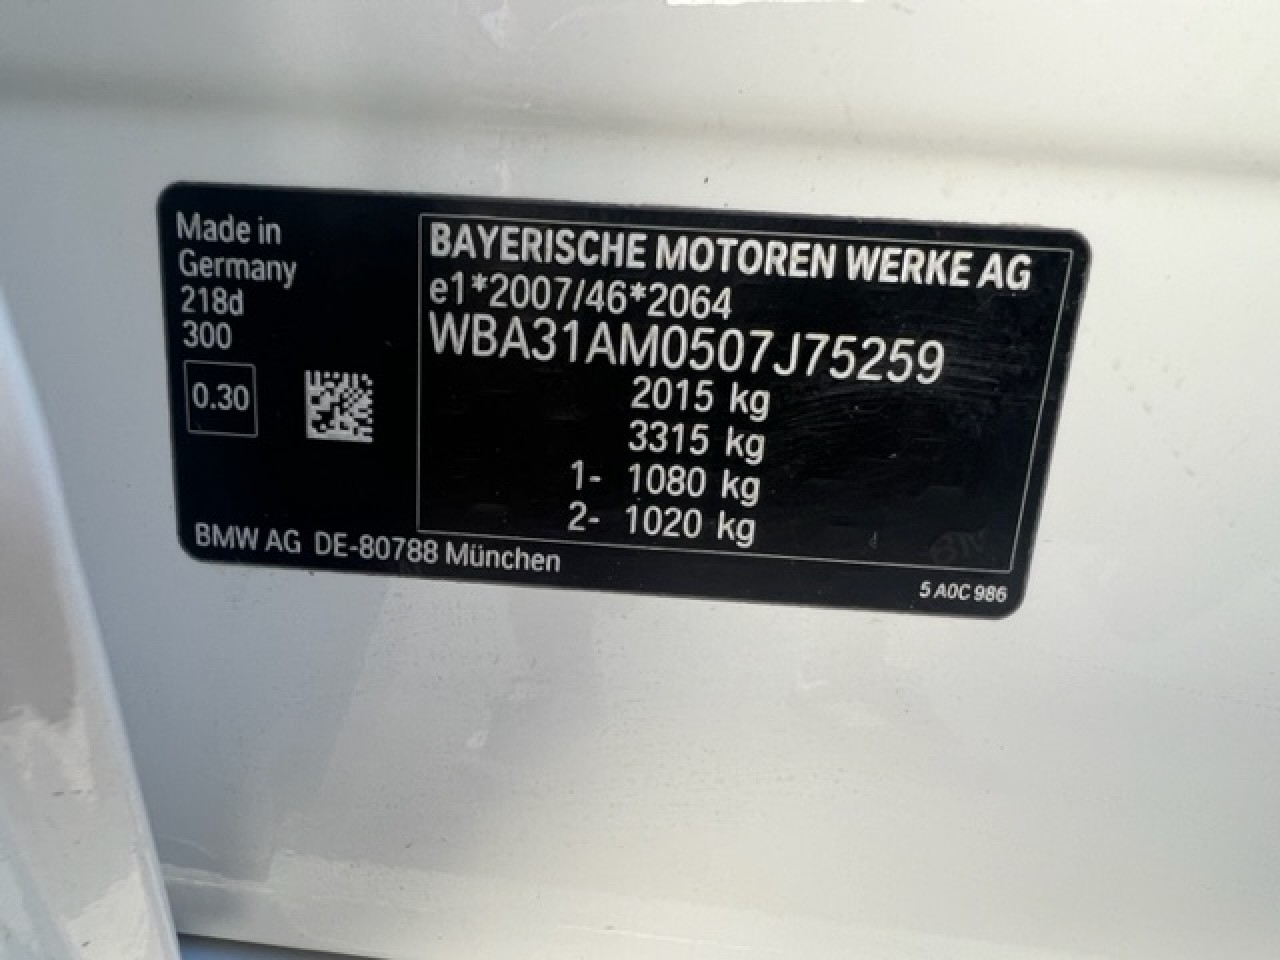 Made in
Germany
218d
300
0.30
BAYERISCHE MOTOREN WERKE AG
e1*2007/46*2064
WBA31AM0507J75259
2015 kg
3315 kg
1- 1080 kg
2- 1020 kg
BMW AG DE-80788 München
5 A0C 986